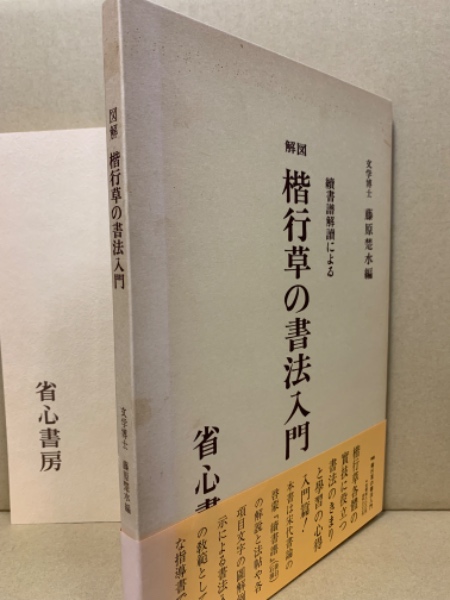 文学博士 藤原楚水編
續書譜解讀による
図解 楷行草の書法入門
省心書
図解 楷行草の書法入門
文学博士 藤原楚水編
省心書房
楷行草各體の
實技に役立つ
書法のきまり
と學習の心得
入門篇！
本書は宋代書論の
啓蒙『續書譜』
の解説と法帖や各
項目文字の圖解
示による書法入
の教範として
な指導書で